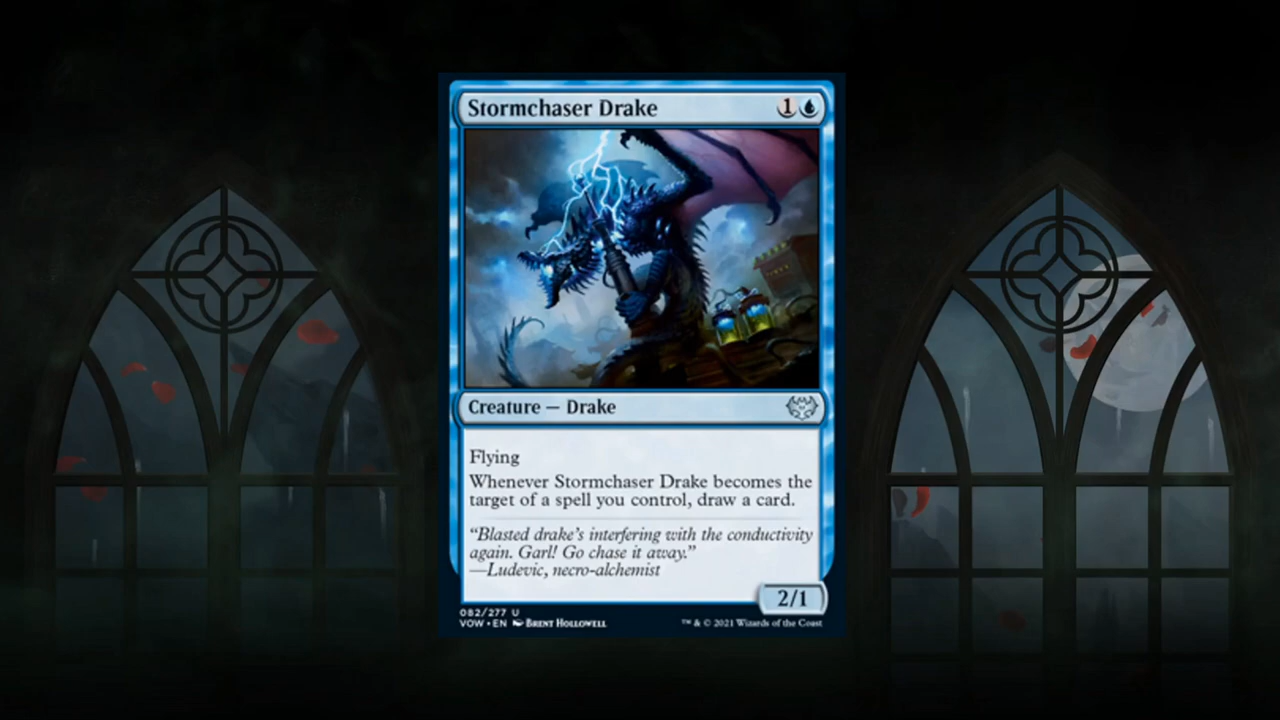 Stormchaser Drake 1
Creature — Drake
Flying
Whenever Stormchaser Drake becomes the
target of a spell you control, draw a card.
“Blasted drake’s interfering with the conductivity
again. Garl! Go chase it away.”
—Ludevic, necro-alchemist
2/1
082/277 U
VOW • EN Brent Hollowell
™ & © 2021 Wizards of the Coast